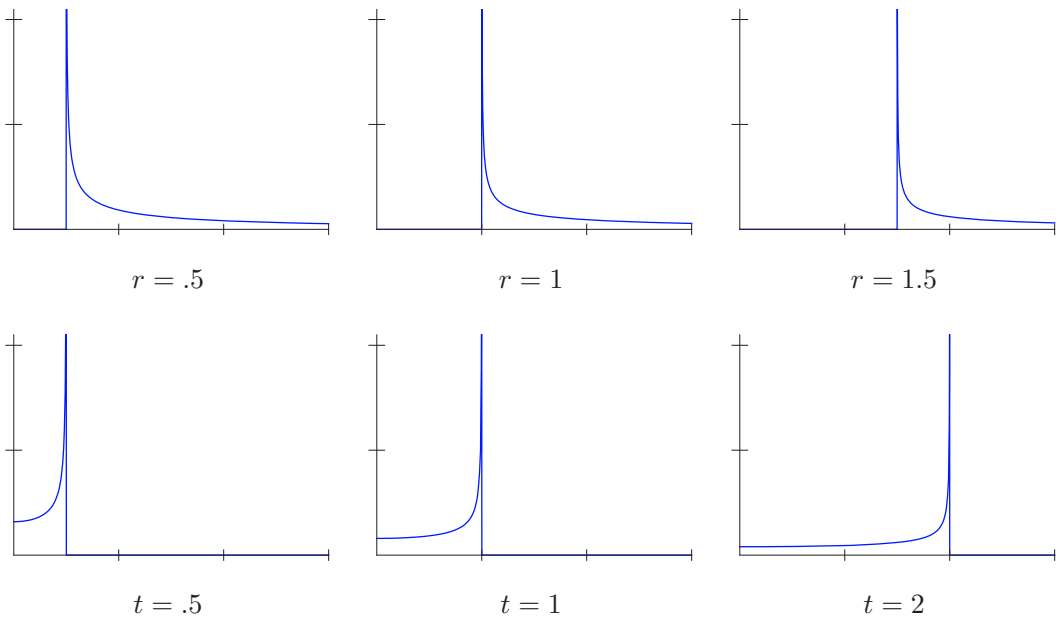 r = .5
r = 1
r = 1.5
t = .5
t = 1
t = 2